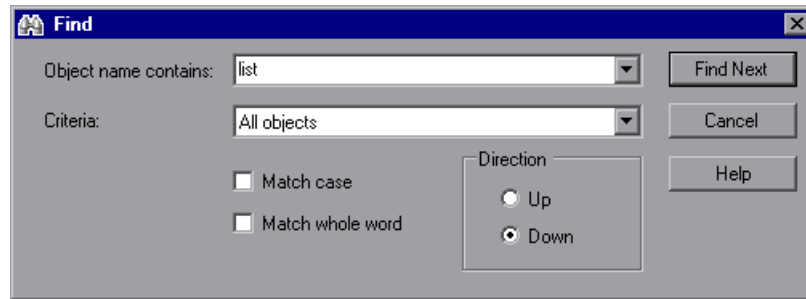 Find
Object name contains: list Find Next
Criteria: All objects Cancel
Direction Help
Match case Up
Match whole word Down